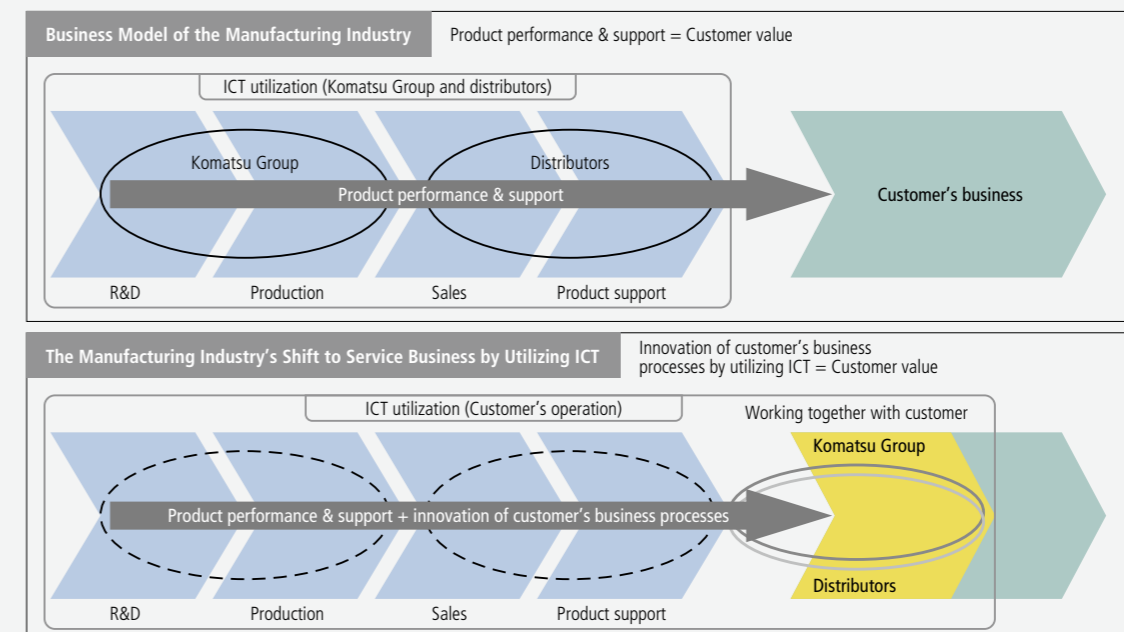 Business Model of the Manufacturing Industry
Product performance & support = Customer value
ICT utilization (Komatsu Group and distributors)
Komatsu Group
Distributors
Product performance & support
Customer's business
R&D
Production
Sales
Product support
The Manufacturing Industry's Shift to Service Business by Utilizing ICT
Innovation of customer's business
processes by utilizing ICT = Customer value
ICT utilization (Customer's operation)
Working together with customer
Komatsu Group
Product performance & support + innovation of customer's business processes
Distributors
R&D
Production
Sales
Product support